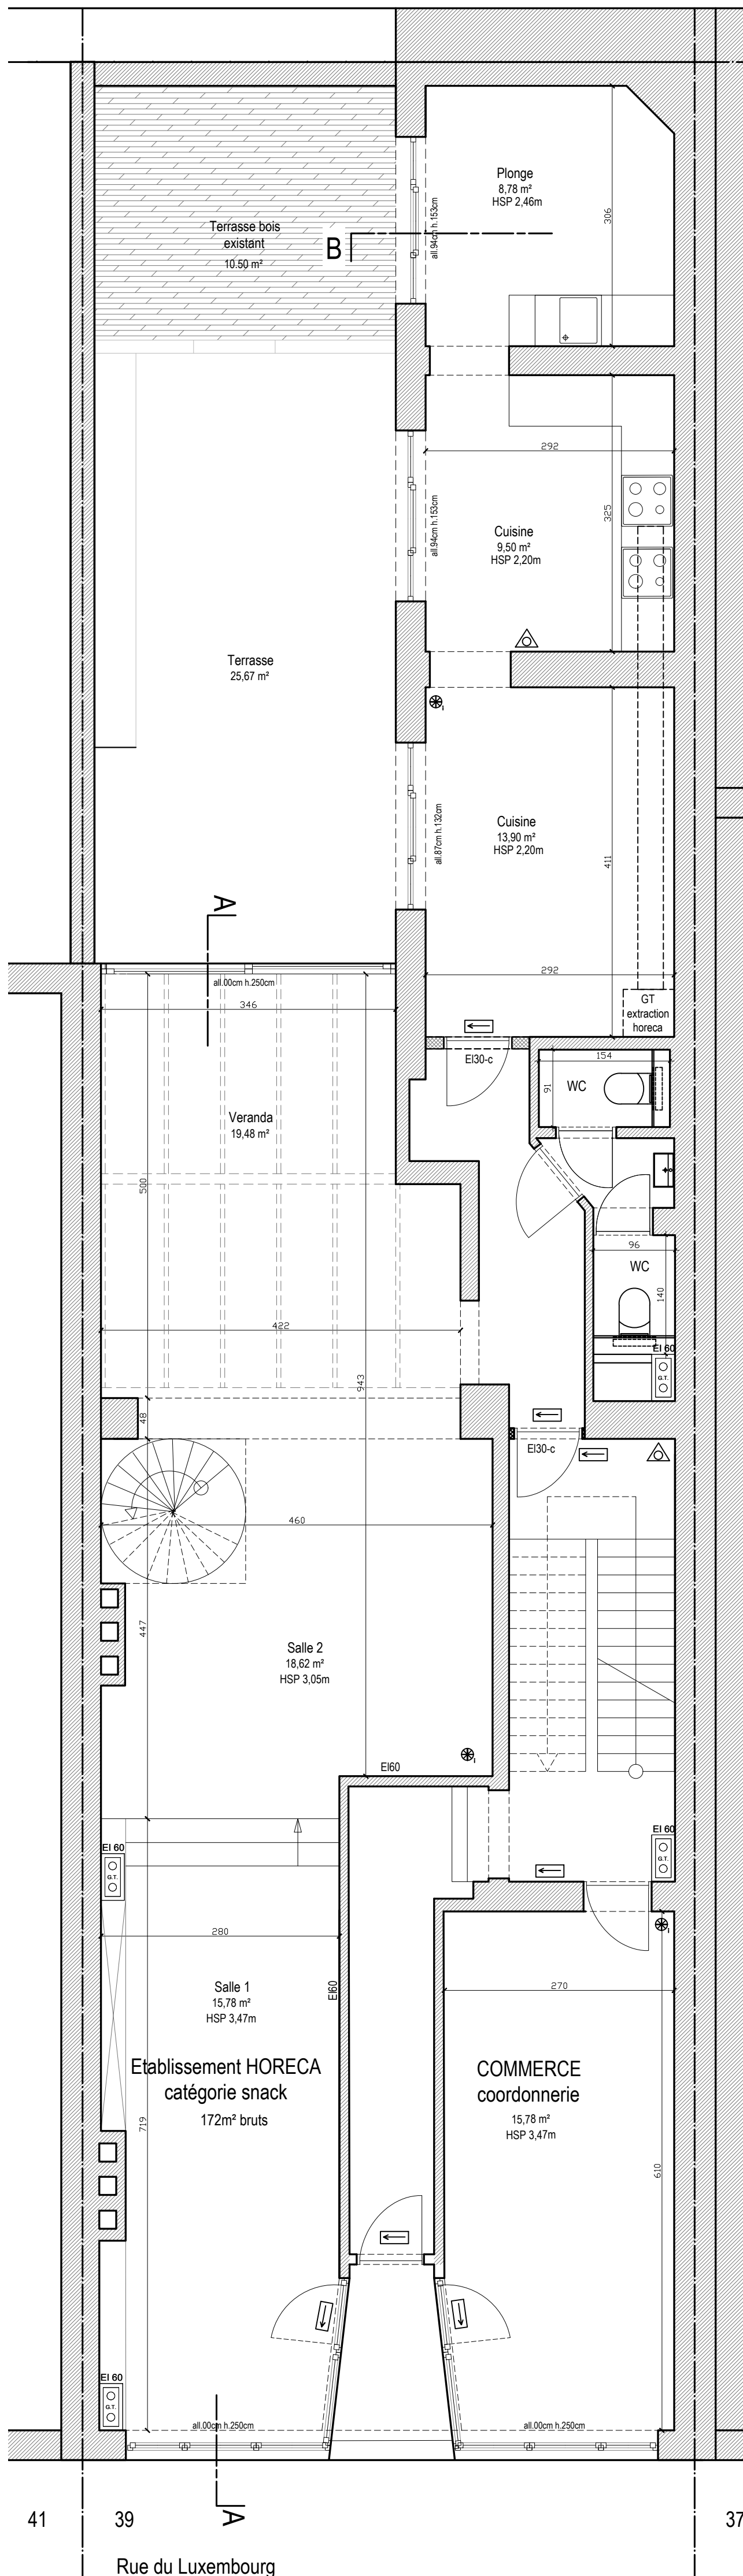 Plonge
8,78 m²
HSP 2,46m
306
Terrasse bois
existant
10.50 m²
B
all.94cm h.153cm
292
325
Cuisine
9,50 m²
HSP 2,20m
all.94cm h.153cm
Terrasse
25,67 m²
Cuisine
13,90 m²
HSP 2,20m
all.87cm h.132cm
411
A
292
all.00cm h.250cm
346
GT
extraction
horeca
EI30-c
154
91
WC
Veranda
19,48 m²
500
96
WC
140
EI 60
G.T.
422
943
48
EI30-c
460
447
Salle 2
18,62 m²
HSP 3,05m
EI60
EI 60
G.T.
EI 60
G.T.
280
270
Salle 1
15,78 m²
HSP 3,47m
EI60
Etablissement HORECA
catégorie snack
172m² bruts
COMMERCE
coordonnerie
15,78 m²
HSP 3,47m
719
610
EI 60
G.T.
all.00cm h.250cm
all.00cm h.250cm
A
41
39
37
Rue du Luxembourg